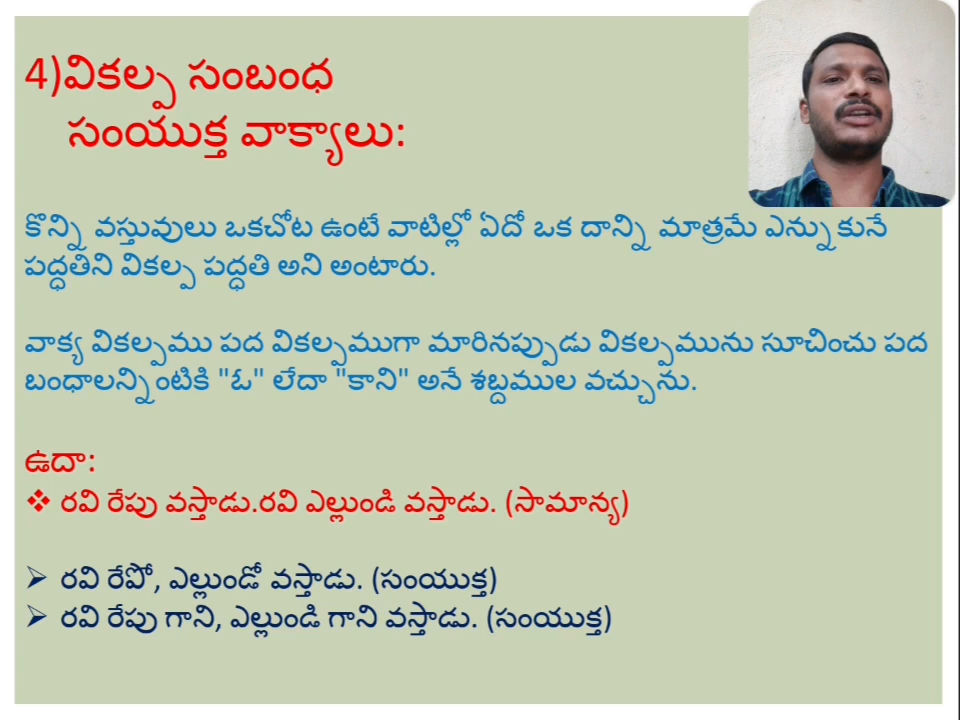 4)వికల్ప సంబంధ
సంయుక్త వాక్యాలు:
కొన్ని వస్తువులు ఒకచోట ఉంటే వాటిల్లో ఏదో ఒక దాన్ని మాత్రమే ఎన్నుకునే
పద్ధతిని వికల్ప పద్ధతి అని అంటారు.
వాక్య వికల్పము పద వికల్పముగా మారినప్పుడు వికల్పమును సూచించు పద
బంధాలన్నింటికి "ఓ" లేదా "కాని" అనే శబ్దముల వచ్చును.
ఉదా:
❖ రవి రేపు వస్తాడు.రవి ఎల్లుండి వస్తాడు. (సామాన్య)
➢ రవి రేపో, ఎల్లుండో వస్తాడు. (సంయుక్త)
➢ రవి రేపు గాని, ఎల్లుండి గాని వస్తాడు. (సంయుక్త)